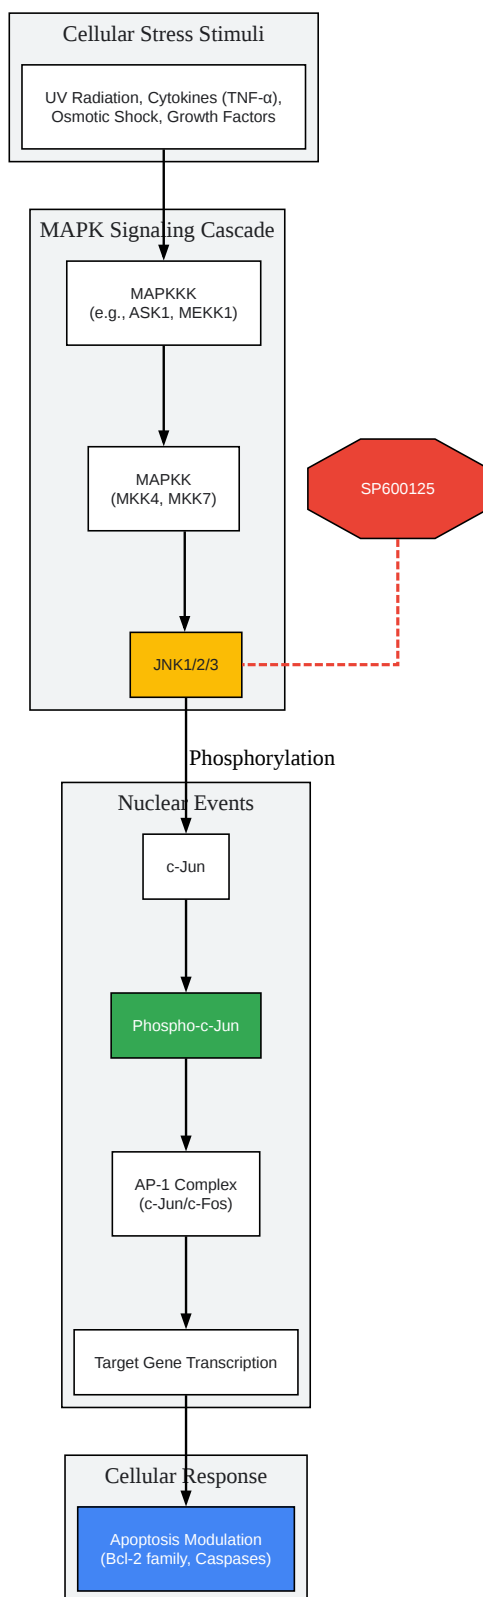 Cellular Stress Stimuli
UV Radiation, Cytokines (TNF-α),
Osmotic Shock, Growth Factors
MAPK Signaling Cascade
MAPKKK
(e.g., ASK1, MEKK1)
MAPKK
(MKK4, MKK7)
SP600125
JNK1/2/3
Phosphorylation
Nuclear Events
c-Jun
Phospho-c-Jun
AP-1 Complex
(c-Jun/c-Fos)
Target Gene Transcription
Cellular Response
Apoptosis Modulation
(Bcl-2 family, Caspases)